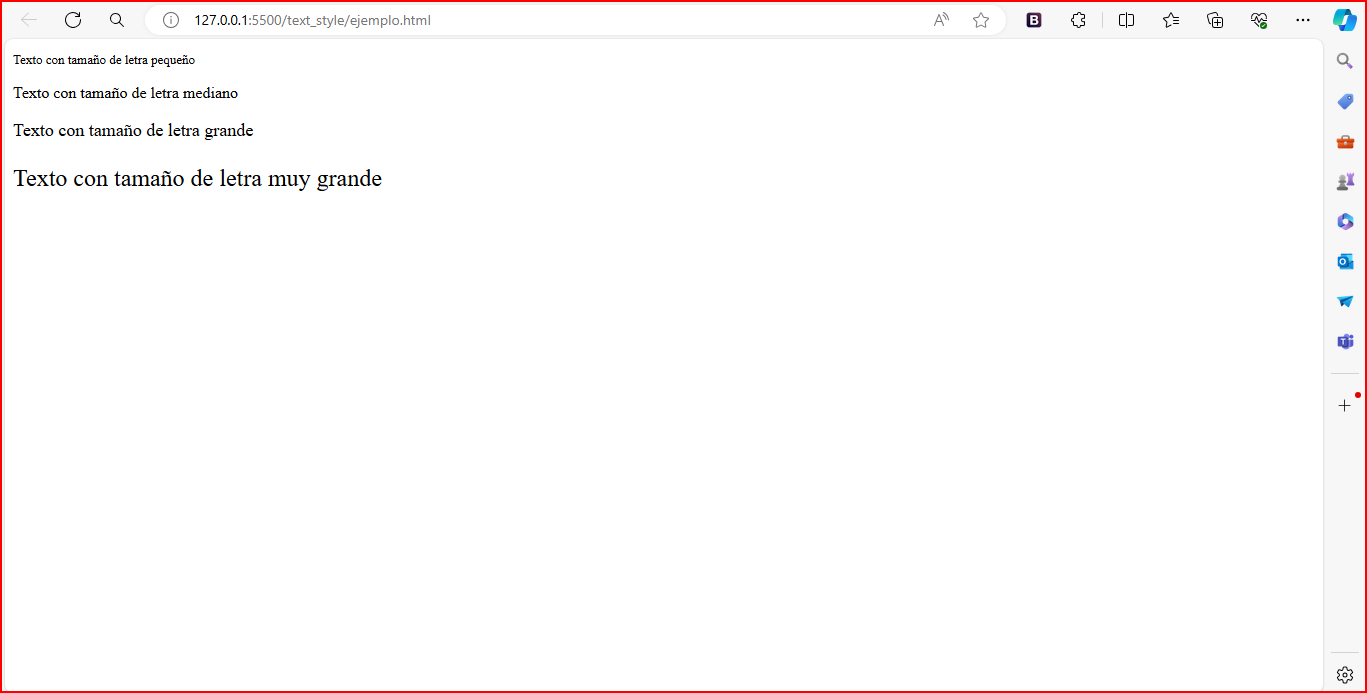 127.0.0.1:5500/text_style/ejemplo.html
Texto con tamaño de letra pequeño
Texto con tamaño de letra mediano
Texto con tamaño de letra grande
Texto con tamaño de letra muy grande